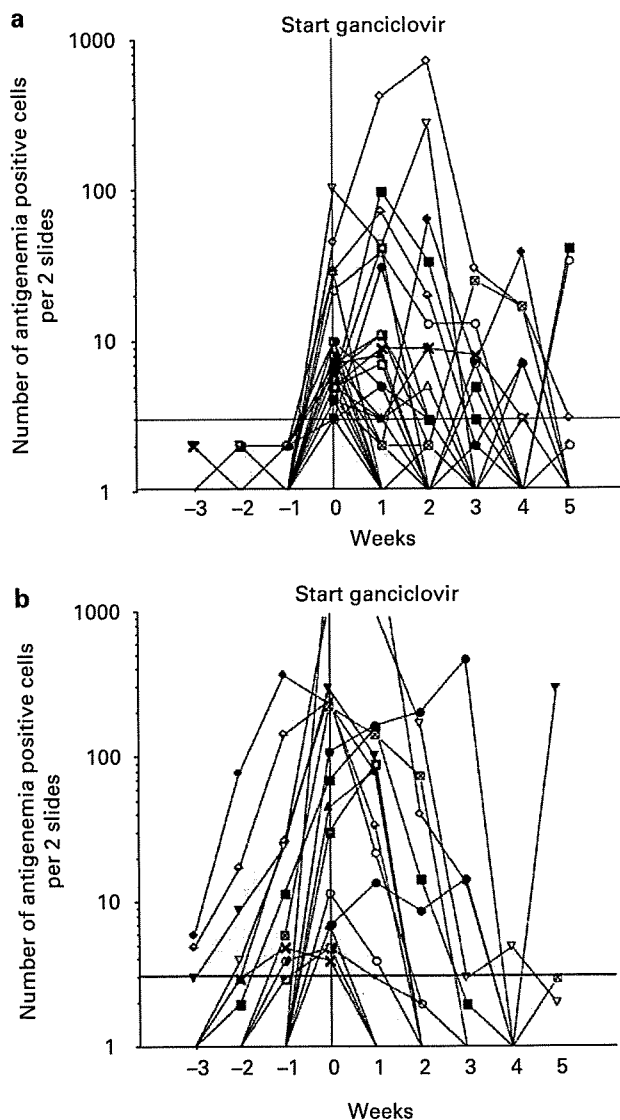 a
Start ganciclovir
1000
100
10
1
Number of antigenemia positive cells
per 2 slides
–3 –2 –1 0 1 2 3 4 5
Weeks
b
Start ganciclovir
1000
100
10
1
Number of antigenemia positive cells
per 2 slides
–3 –2 –1 0 1 2 3 4 5
Weeks